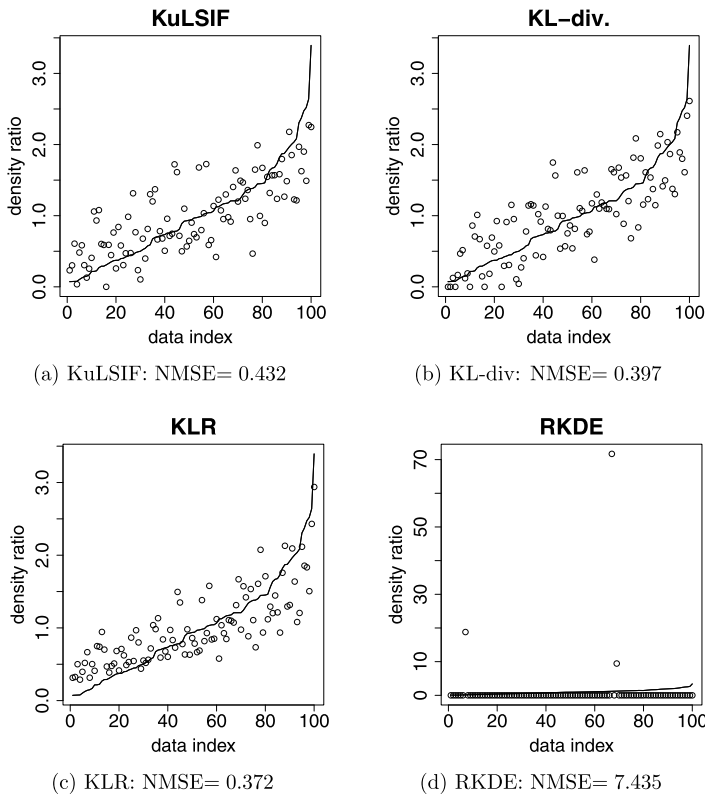 KuLSIF
density ratio
0.0 1.0 2.0 3.0
0 20 40 60 80 100
data index
(a) KuLSIF: NMSE= 0.432
KL−div.
density ratio
0.0 1.0 2.0 3.0
0 20 40 60 80 100
data index
(b) KL-div: NMSE= 0.397
KLR
density ratio
0.0 1.0 2.0 3.0
0 20 40 60 80 100
data index
(c) KLR: NMSE= 0.372
RKDE
density ratio
0 10 30 50 70
0 20 40 60 80 100
data index
(d) RKDE: NMSE= 7.435